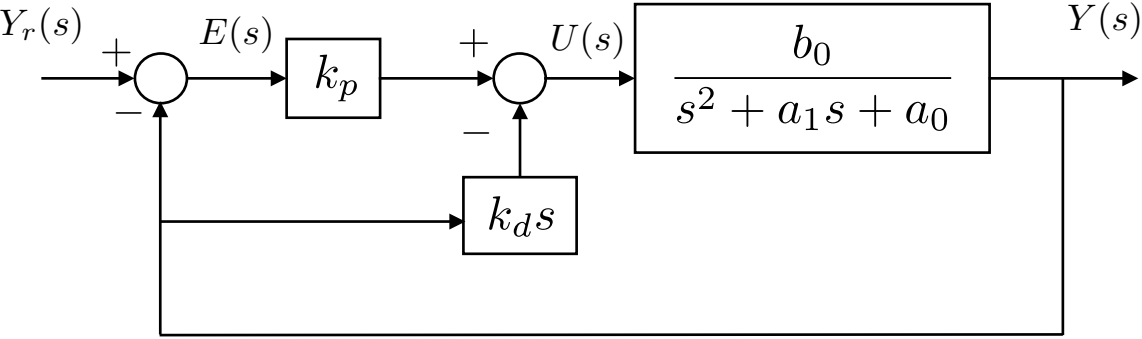 Y_r(s)
+
−
E(s)
k_p
+
−
U(s)
b_0
s^2 + a_1 s + a_0
Y(s)
k_d s